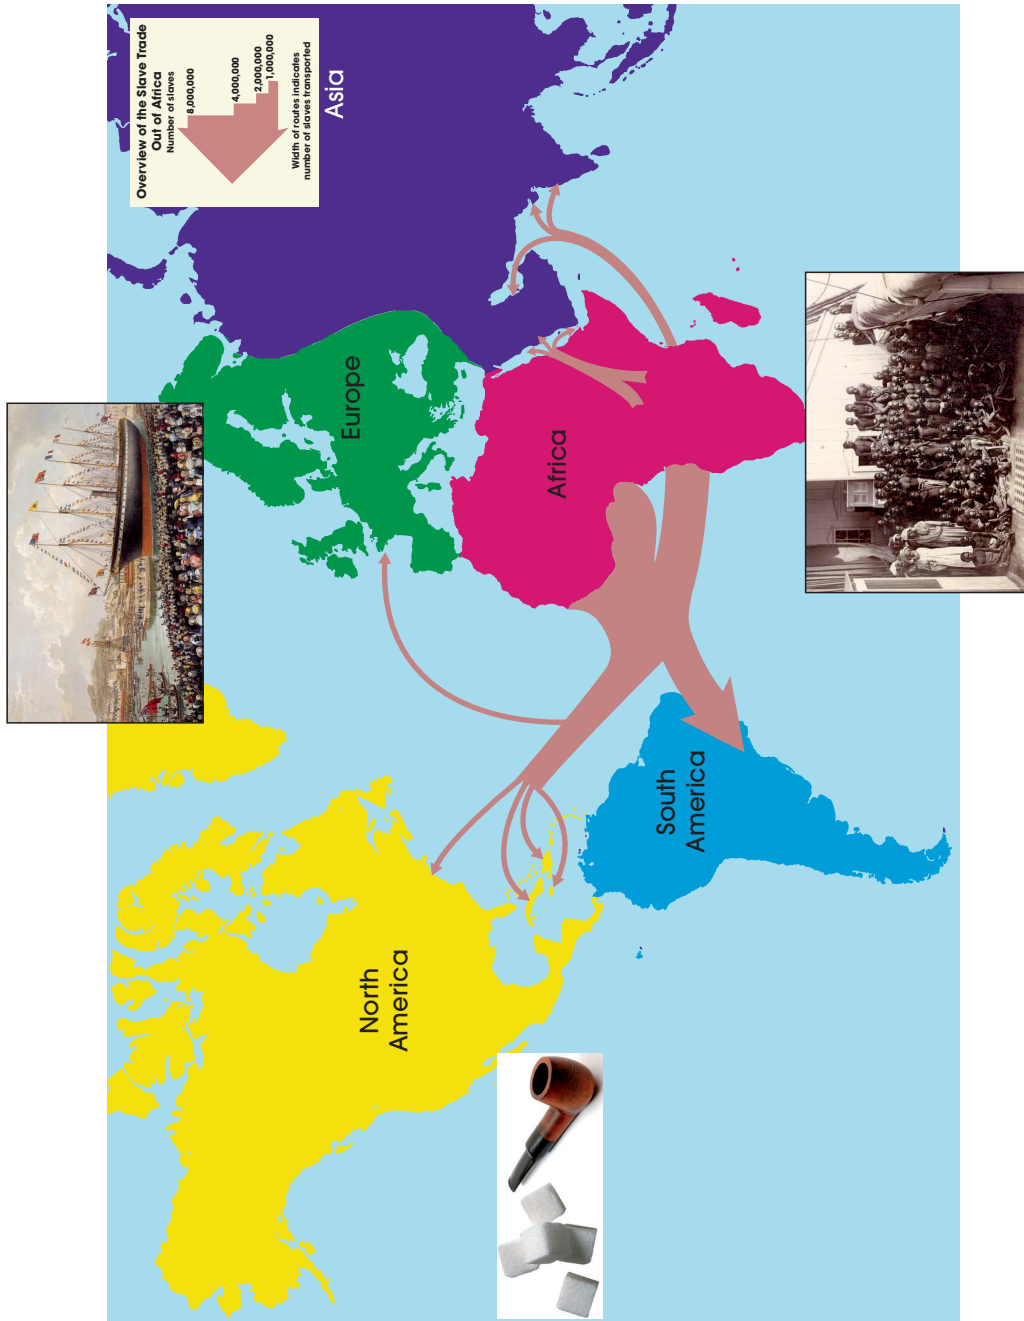 Overview of the Slave Trade
Out of Africa
Number of slaves
8,000,000
4,000,000
2,000,000
1,000,000
Width of routes indicates
number of slaves transported
Asia
Europe
Africa
North
America
South
America